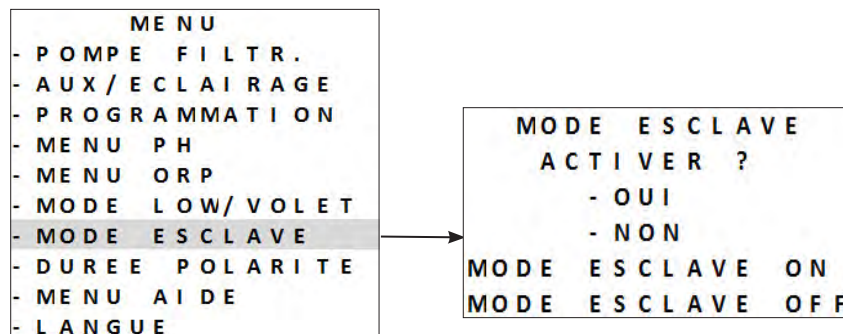 MENU
- POMPE FILTR.
- AUX/ECLAIRAGE
- PROGRAMMATION
- MENU PH
- MENU ORP
- MODE LOW/VOLET
- MODE ESCLAVE
- DUREE POLARITE
- MENU AIDE
- LANGUE
MODE ESCLAVE
ACTIVER ?
- OUI
- NON
MODE ESCLAVE ON
MODE ESCLAVE OFF